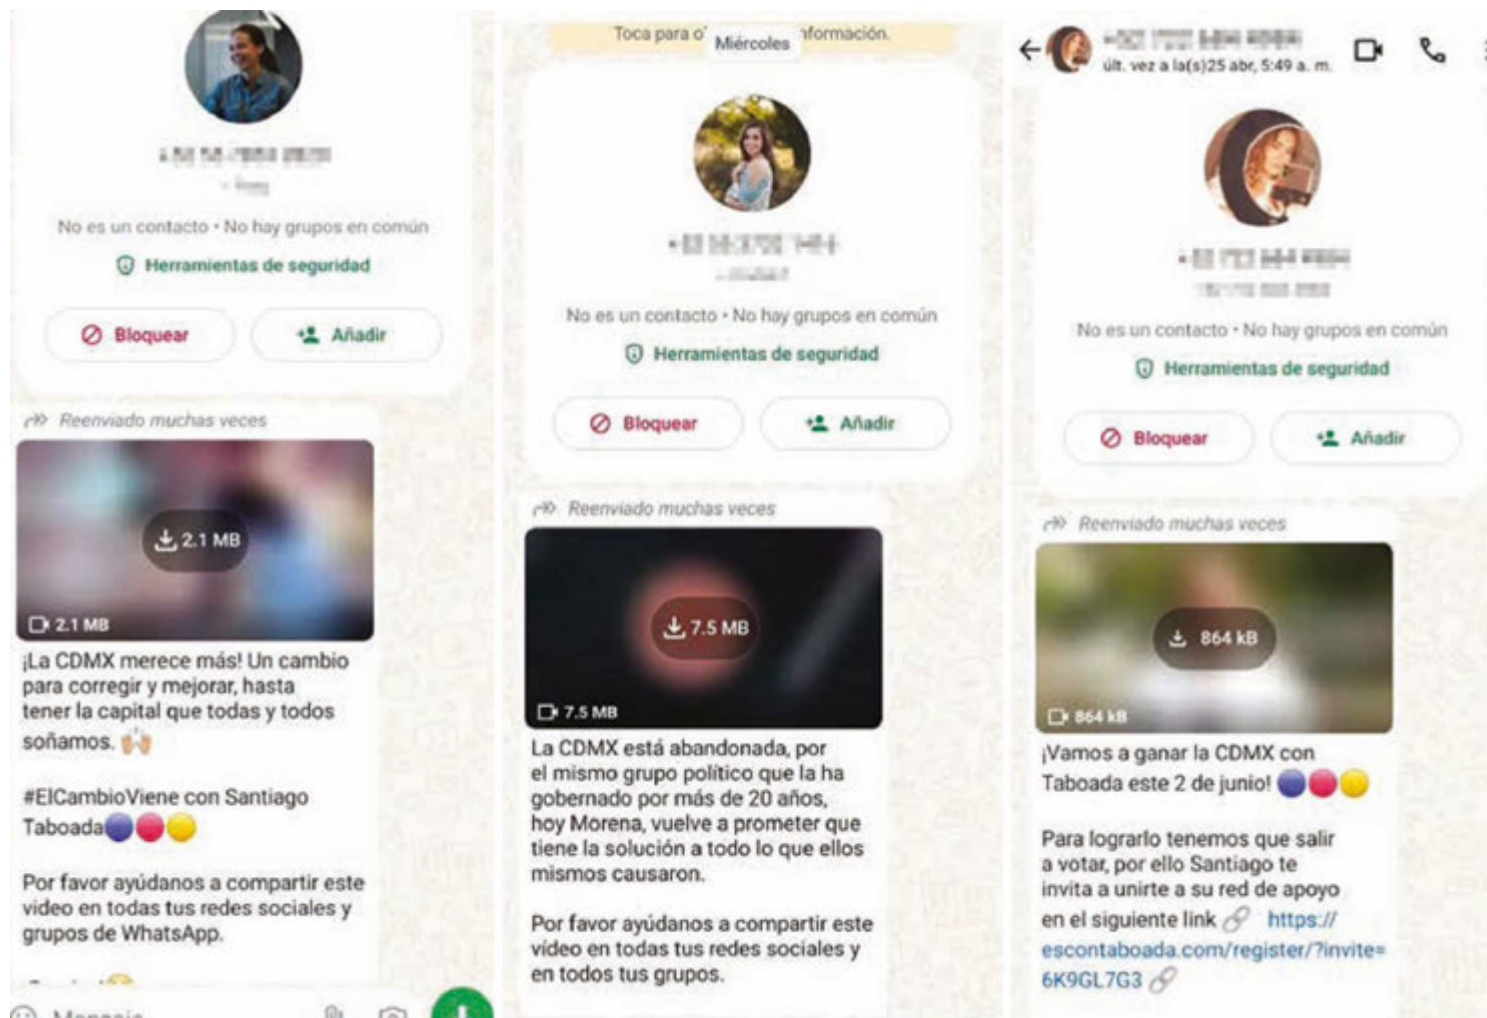 No es un contacto • No hay grupos en común
Herramientas de seguridad
Bloquear
Añadir
Reenviado muchas veces
2.1 MB
2.1 MB
¡La CDMX merece más! Un cambio
para corregir y mejorar, hasta
tener la capital que todas y todos
soñamos. 🙌🏼
#ElCambioViene con Santiago
Taboada🔵🔴🟡
Por favor ayúdanos a compartir este
video en todas tus redes sociales y
grupos de WhatsApp.
Mensaje
Toca para información.
Miércoles
No es un contacto • No hay grupos en común
Herramientas de seguridad
Bloquear
Añadir
Reenviado muchas veces
7.5 MB
7.5 MB
La CDMX está abandonada, por
el mismo grupo político que la ha
gobernado por más de 20 años,
hoy Morena, vuelve a prometer que
tiene la solución a todo lo que ellos
mismos causaron.
Por favor ayúdanos a compartir este
vídeo en todas tus redes sociales y
en todos tus grupos.
últ. vez a la(s)25 abr, 5:49 a. m.
No es un contacto • No hay grupos en común
Herramientas de seguridad
Bloquear
Añadir
Reenviado muchas veces
864 kB
864 kB
¡Vamos a ganar la CDMX con
Taboada este 2 de junio! 🔵🔴🟡
Para lograrlo tenemos que salir
a votar, por ello Santiago te
invita a unirte a su red de apoyo
en el siguiente link 🔗 https://
escontaboada.com/register/?invite=
6K9GL7G3 🔗